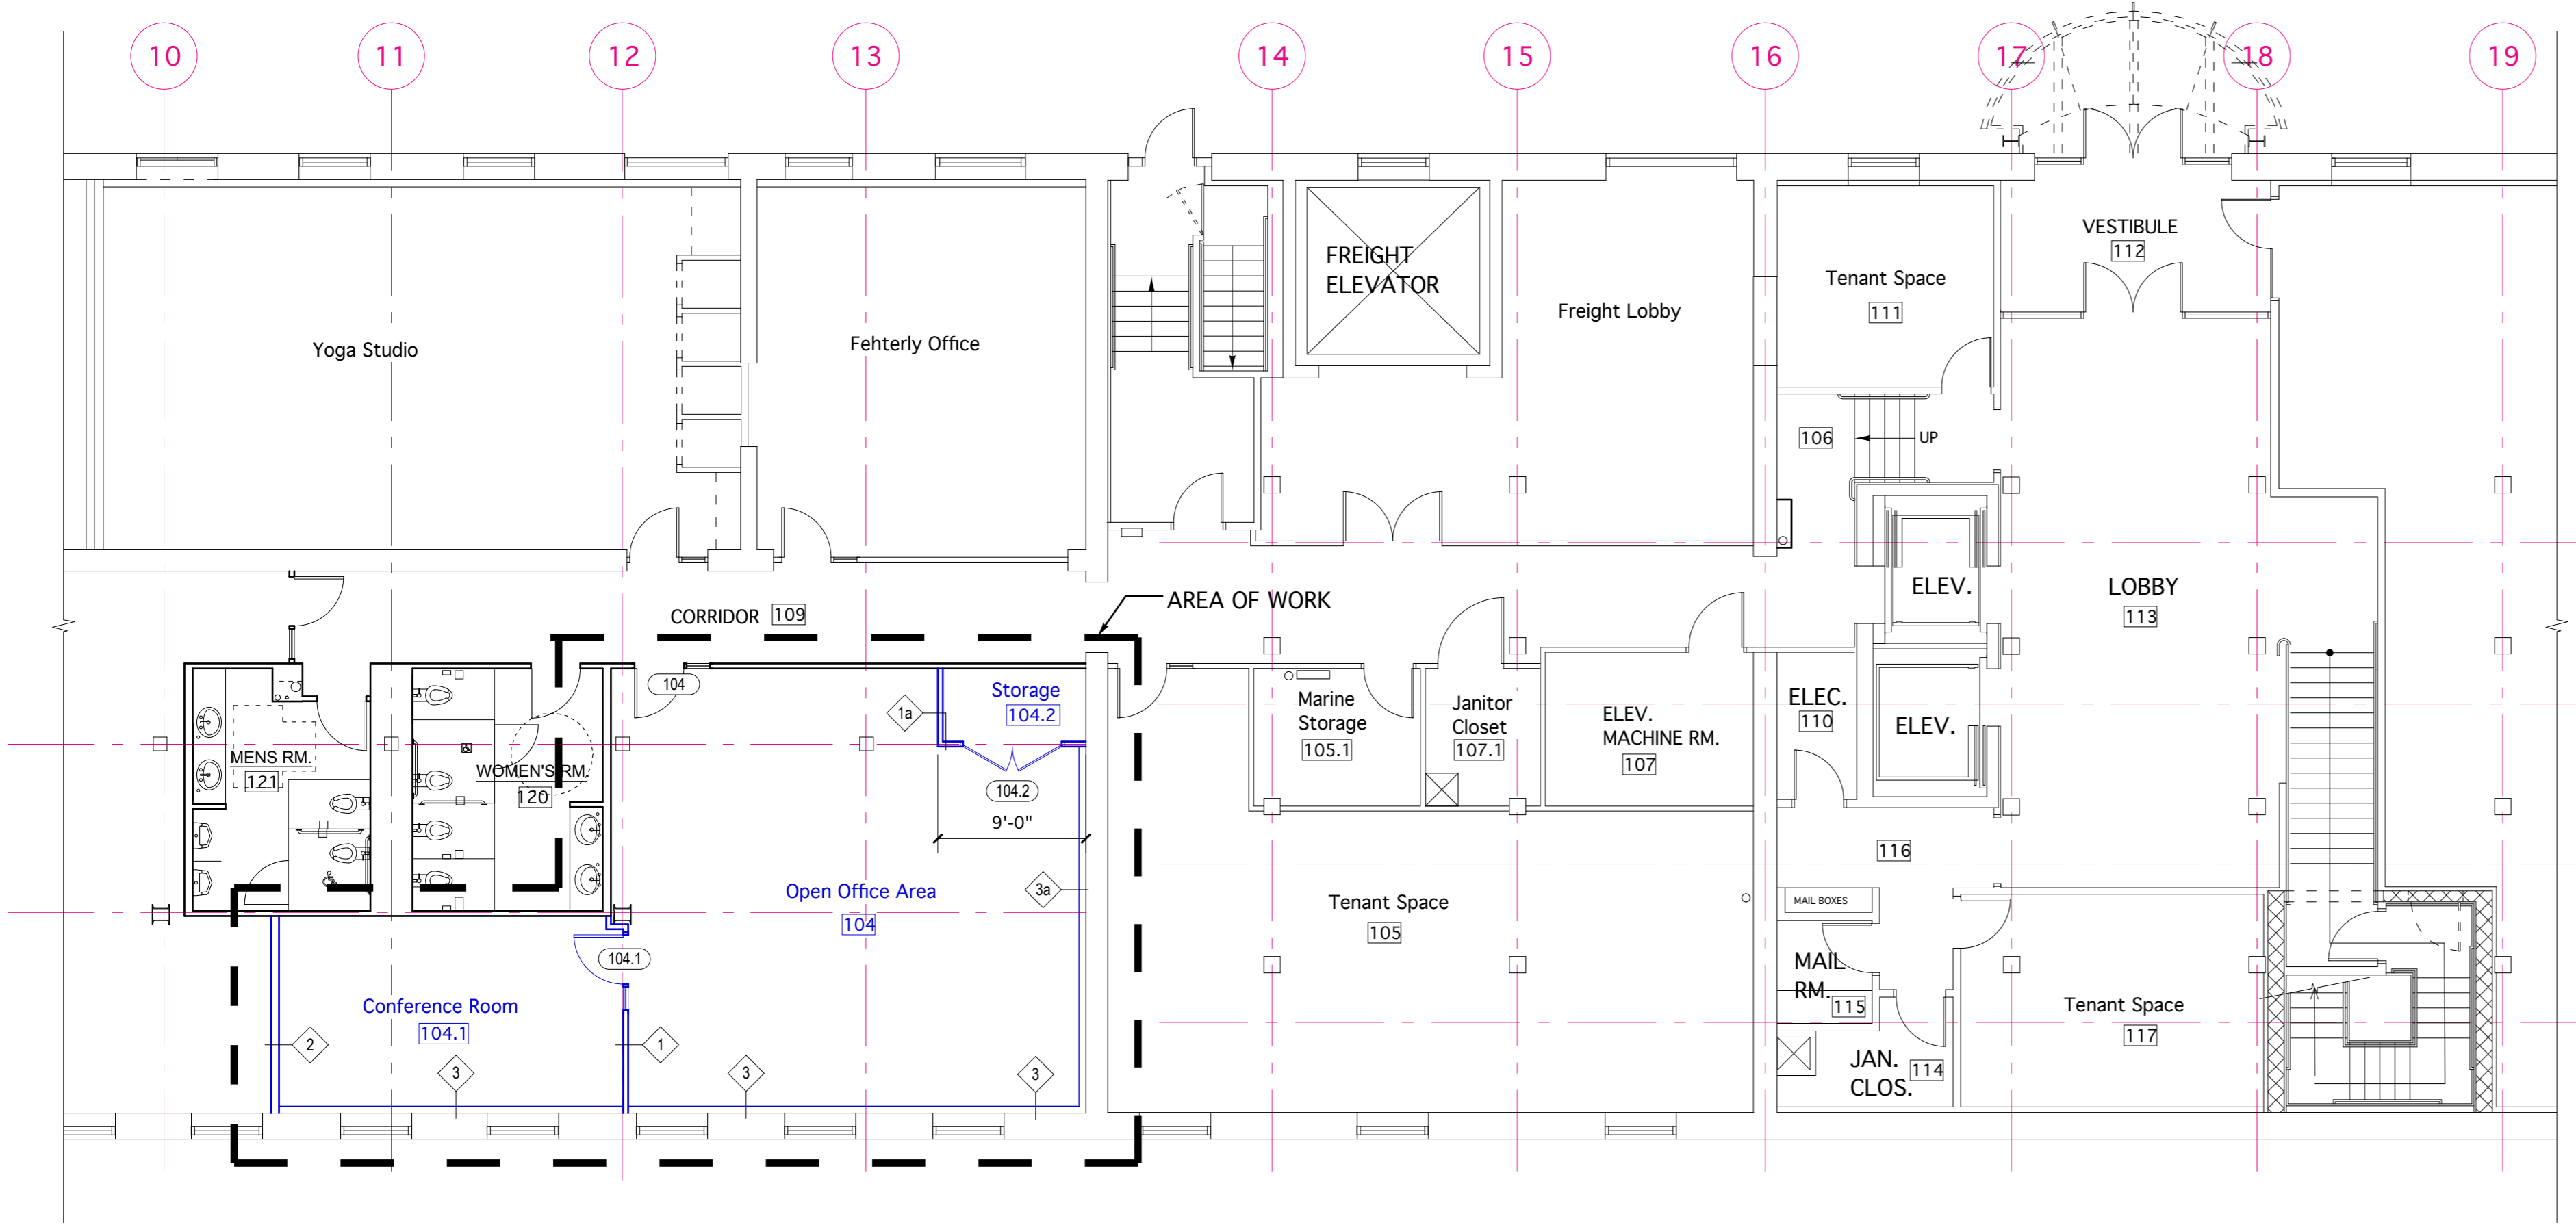 10
11
12
13
14
15
16
17
18
19
VESTIBULE
112
FREIGHT
ELEVATOR
Tenant Space
111
Freight Lobby
Yoga Studio
Fehterly Office
106
UP
ELEV.
LOBBY
113
AREA OF WORK
CORRIDOR 109
104
Storage
104.2
1a
Marine
Storage
105.1
Janitor
Closet
107.1
ELEV.
MACHINE RM.
107
ELEC.
110
ELEV.
MENS RM.
121
WOMEN'S RM.
120
104.2
9'-0"
116
Open Office Area
104
3a
Tenant Space
105
MAIL BOXES
104.1
MAIL
RM.
115
Conference Room
104.1
Tenant Space
117
2
1
3
3
3
JAN.
CLOS.
114